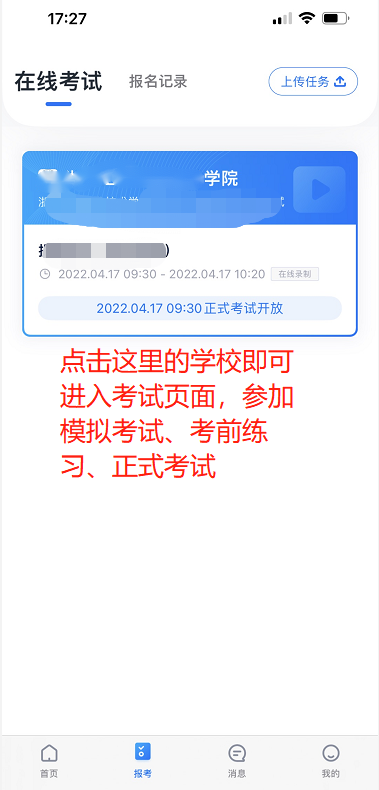 17:27
在线考试
报名记录
上传任务
学院
2022.04.17 09:30 - 2022.04.17 10:20 在线录制
2022.04.17 09:30正式考试开放
点击这里的学校即可
进入考试页面，参加
模拟考试、考前练
习、正式考试
首页
报考
消息
我的